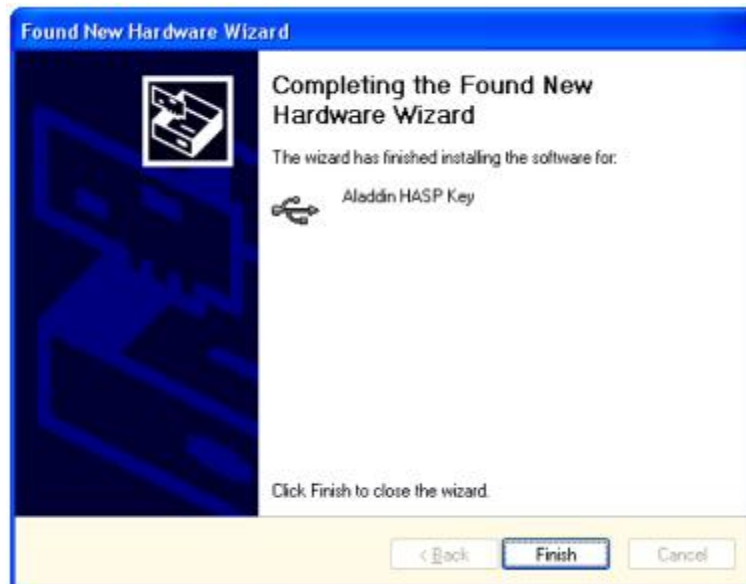 Found New Hardware Wizard
Completing the Found New
Hardware Wizard
The wizard has finished installing the software for:
Aladdin HASP Key
Click Finish to close the wizard.
< Back Finish Cancel